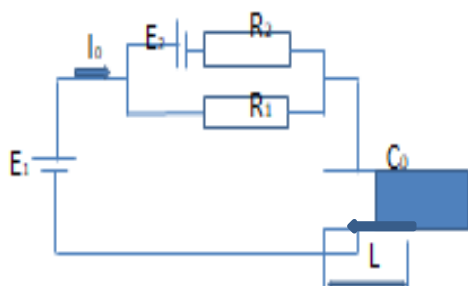 E₂ R₂
I₀
R₁
E₁ C₀
L